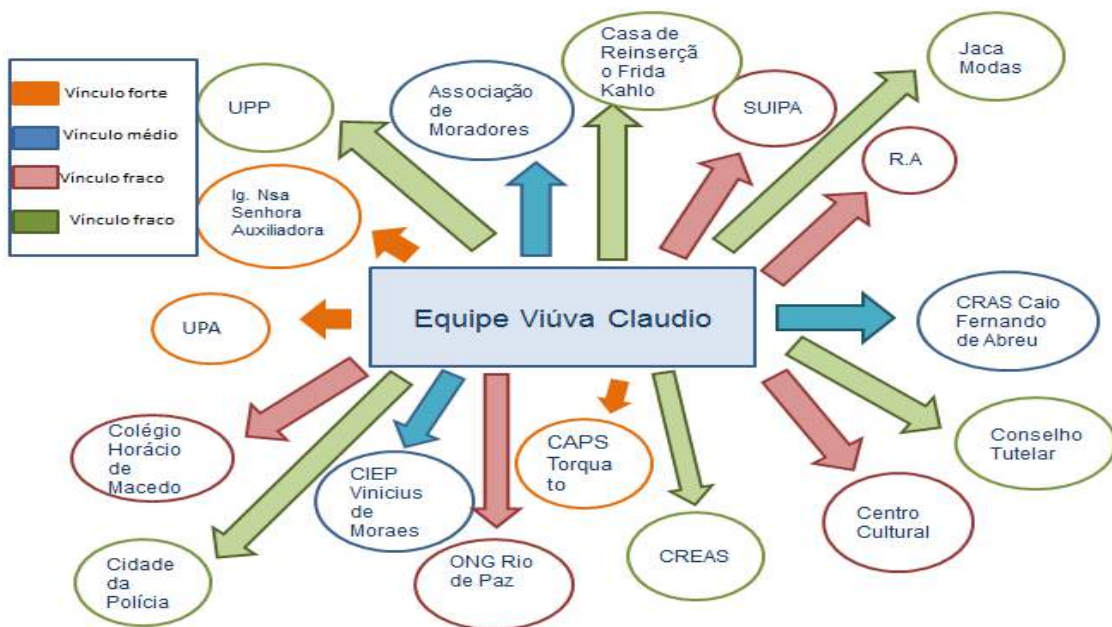 Vínculo forte
Vínculo médio
Vínculo fraco
Vínculo fraco
UPP
Associação
de
Moradores
Casa de
Reinserçã
o Frida
Kahlo
SUIPA
Jaca
Modas
R.A
Ig. Nsa
Senhora
Auxiliadora
UPA
Equipe Viúva Claudio
CRAS Caio
Fernando
de Abreu
Colégio
Horácio
de
Macedo
CIEP
Vinicius
de
Moraes
CAPS
Torqua
to
Conselho
Tutelar
Centro
Cultural
Cidade
da
Polícia
ONG Rio
de Paz
CREAS